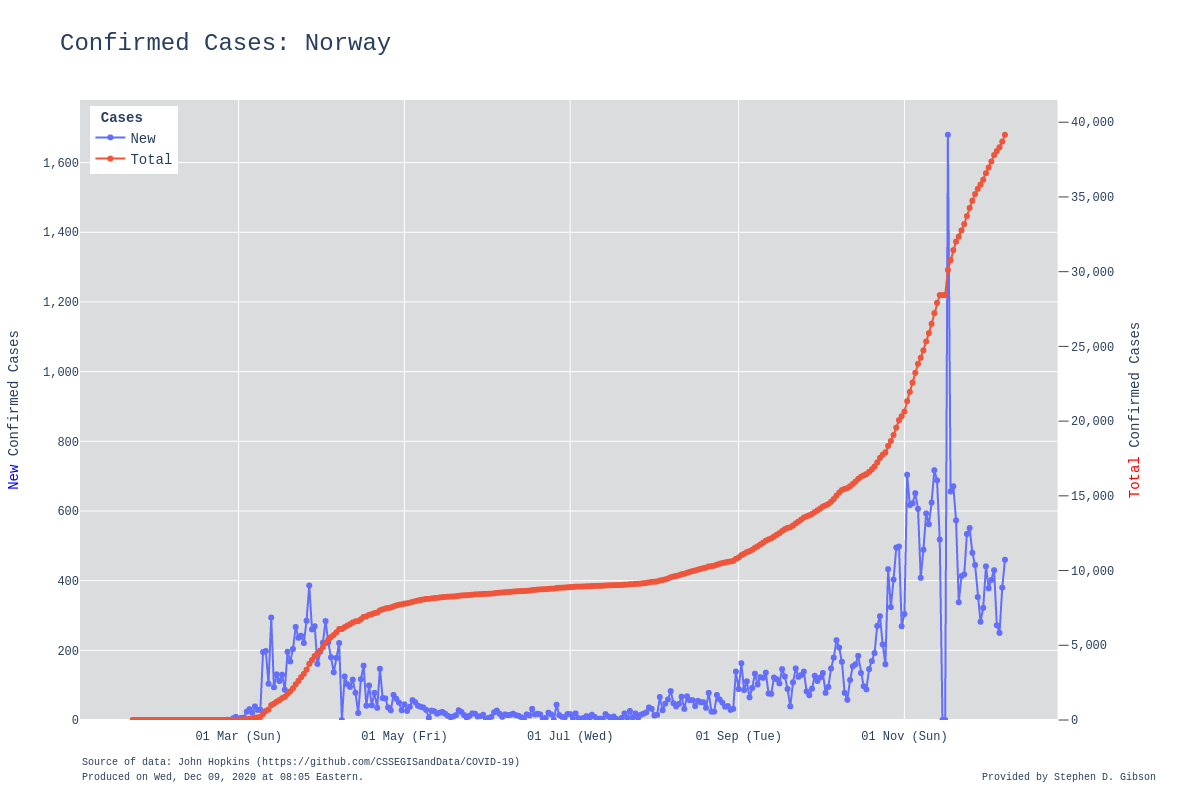 Confirmed Cases: Norway
Cases
New
Total
1,600
1,400
1,200
1,000
800
600
400
200
0
New Confirmed Cases
40,000
35,000
30,000
25,000
20,000
15,000
10,000
5,000
0
Total Confirmed Cases
01 Mar (Sun) 01 May (Fri) 01 Jul (Wed) 01 Sep (Tue) 01 Nov (Sun)
Source of data: John Hopkins (https://github.com/CSSEGISandData/COVID-19)
Produced on Wed, Dec 09, 2020 at 08:05 Eastern.
Provided by Stephen D. Gibson